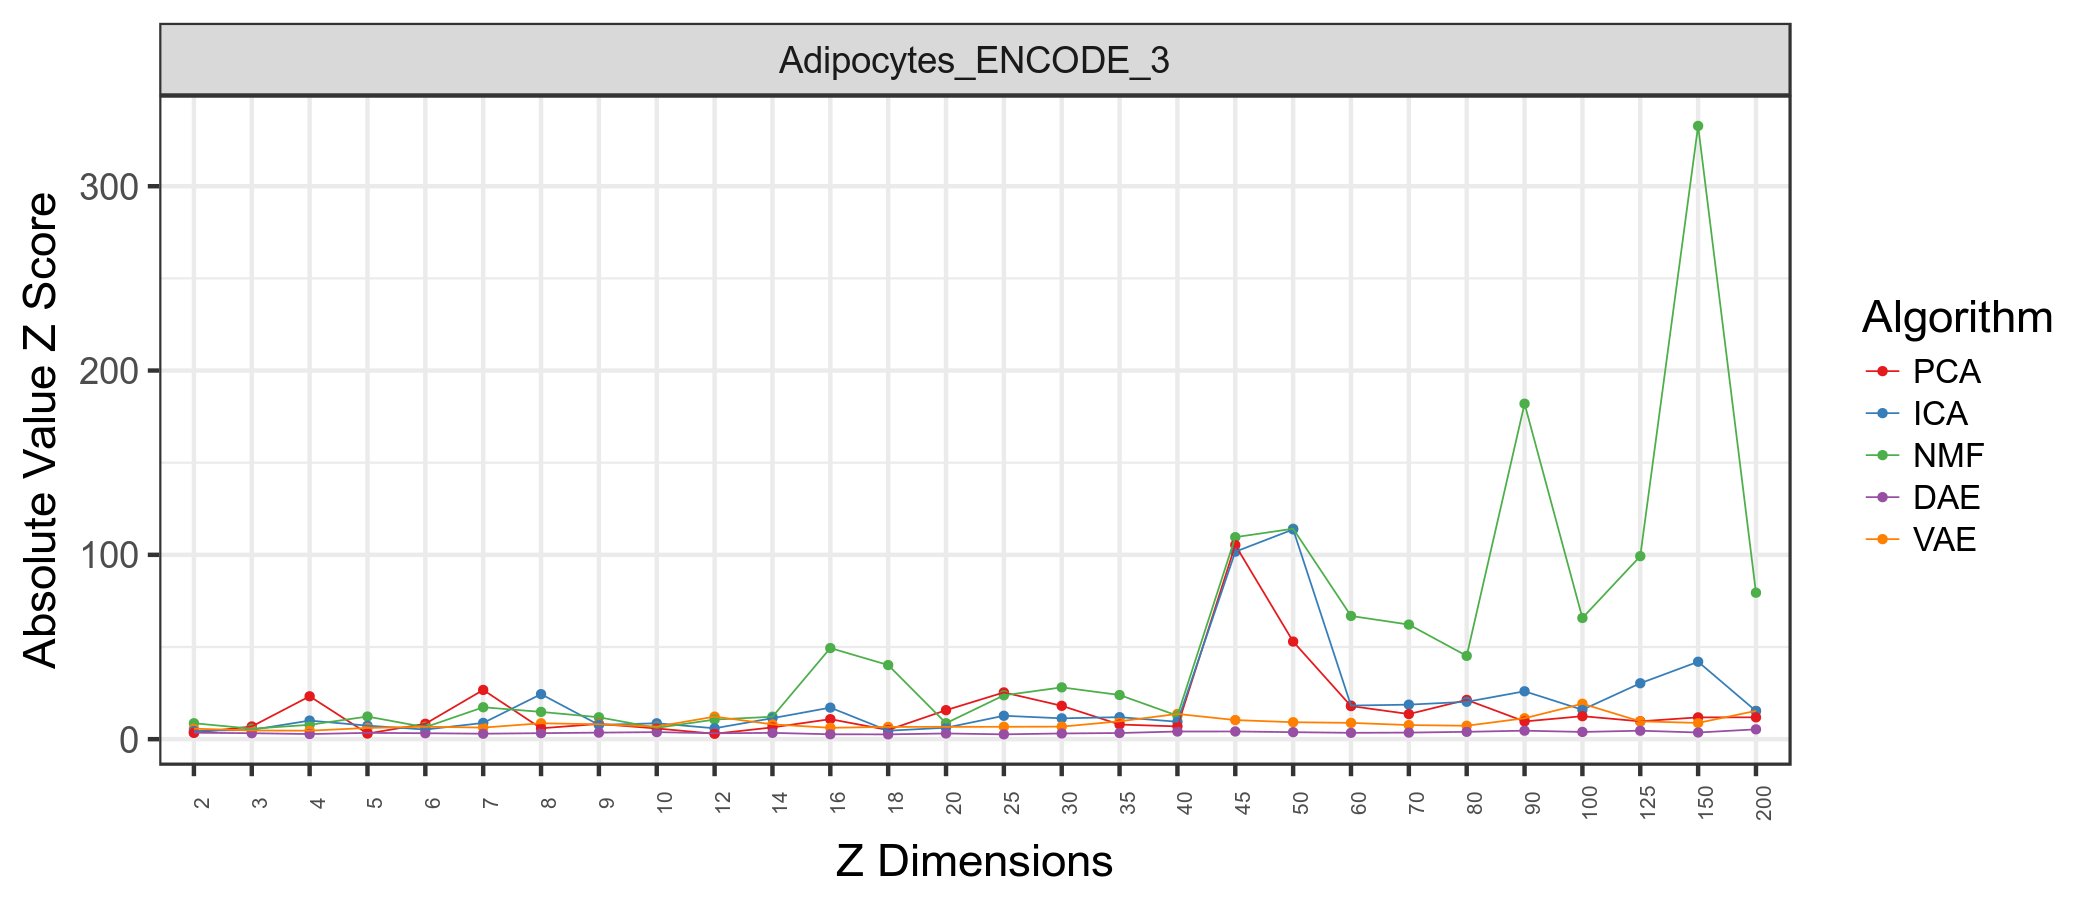 Adipocytes_ENCODE_3
Absolute Value Z Score
300
200
100
0
2 3 4 5 6 7 8 9 10 12 14 16 18 20 25 30 35 40 45 50 60 70 80 90 100 125 150 200
Z Dimensions
Algorithm
PCA
ICA
NMF
DAE
VAE